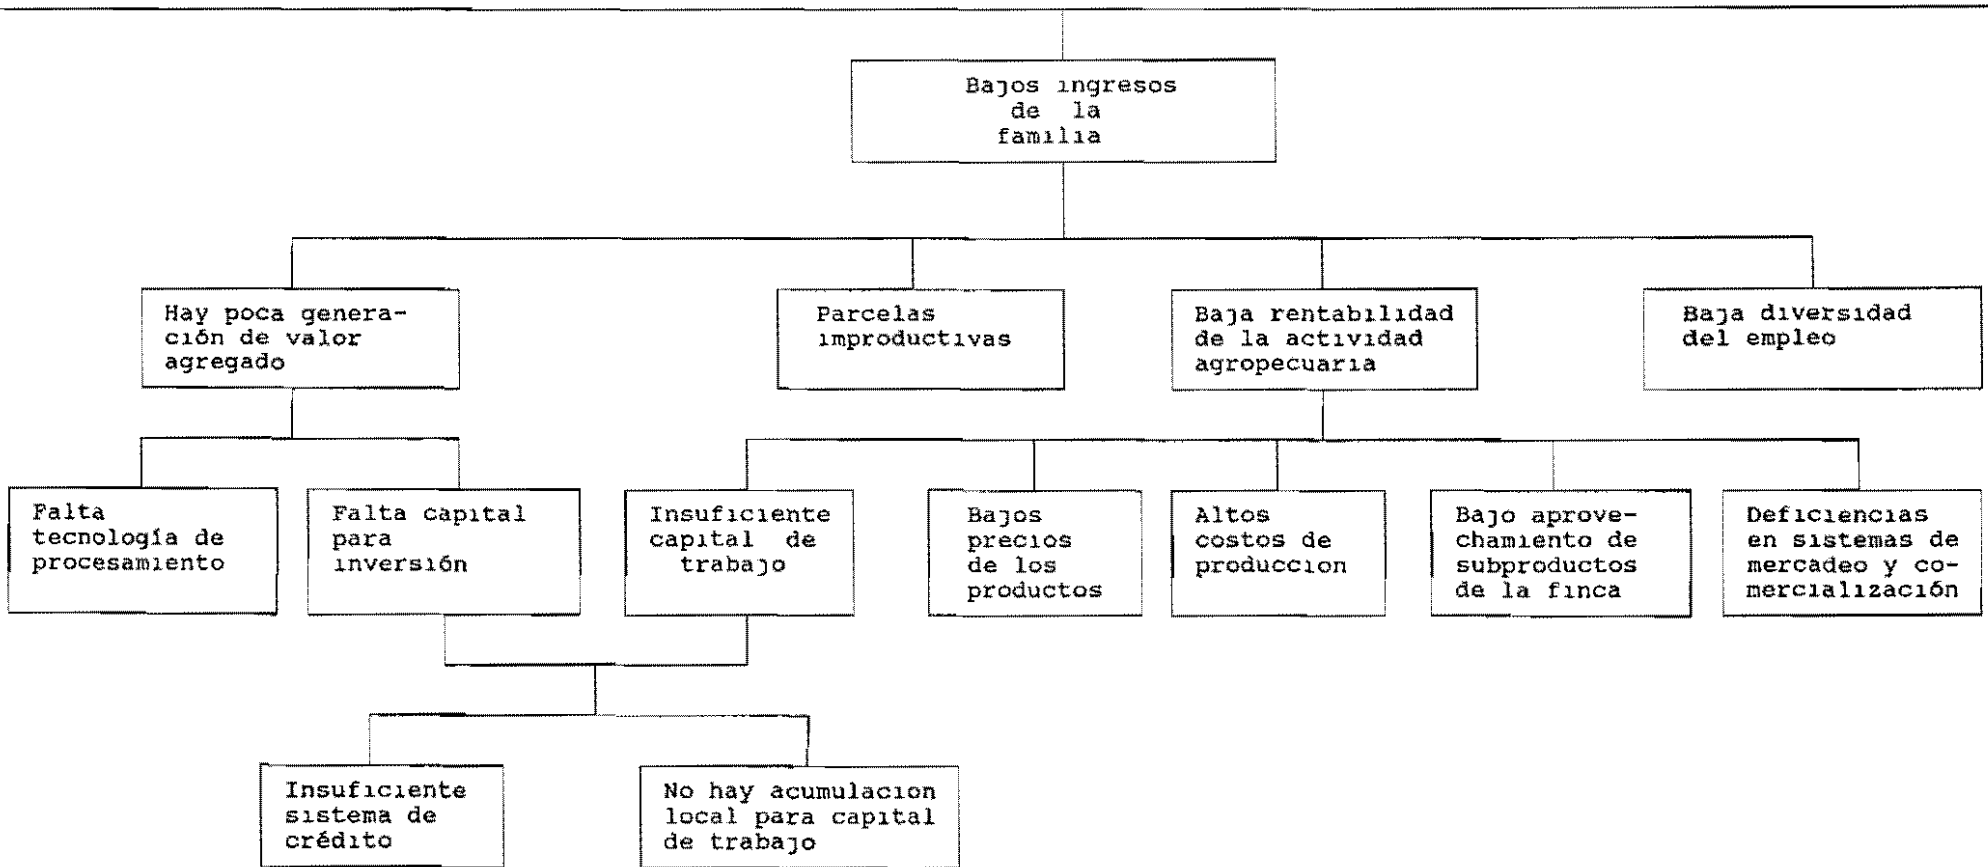 Bajos ingresos
de la
familia
Hay poca genera-
ción de valor
agregado
Parcelas
improductivas
Baja rentabilidad
de la actividad
agropecuaria
Baja diversidad
del empleo
Falta
tecnología de
procesamiento
Falta capital
para
inversión
Insuficiente
capital de
trabajo
Bajos
precios
de los
productos
Altos
costos de
produccion
Bajo aprove-
chamiento de
subproductos
de la finca
Deficiencias
en sistemas de
mercadeo y co-
mercialización
Insuficiente
sistema de
crédito
No hay acumulacion
local para capital
de trabajo